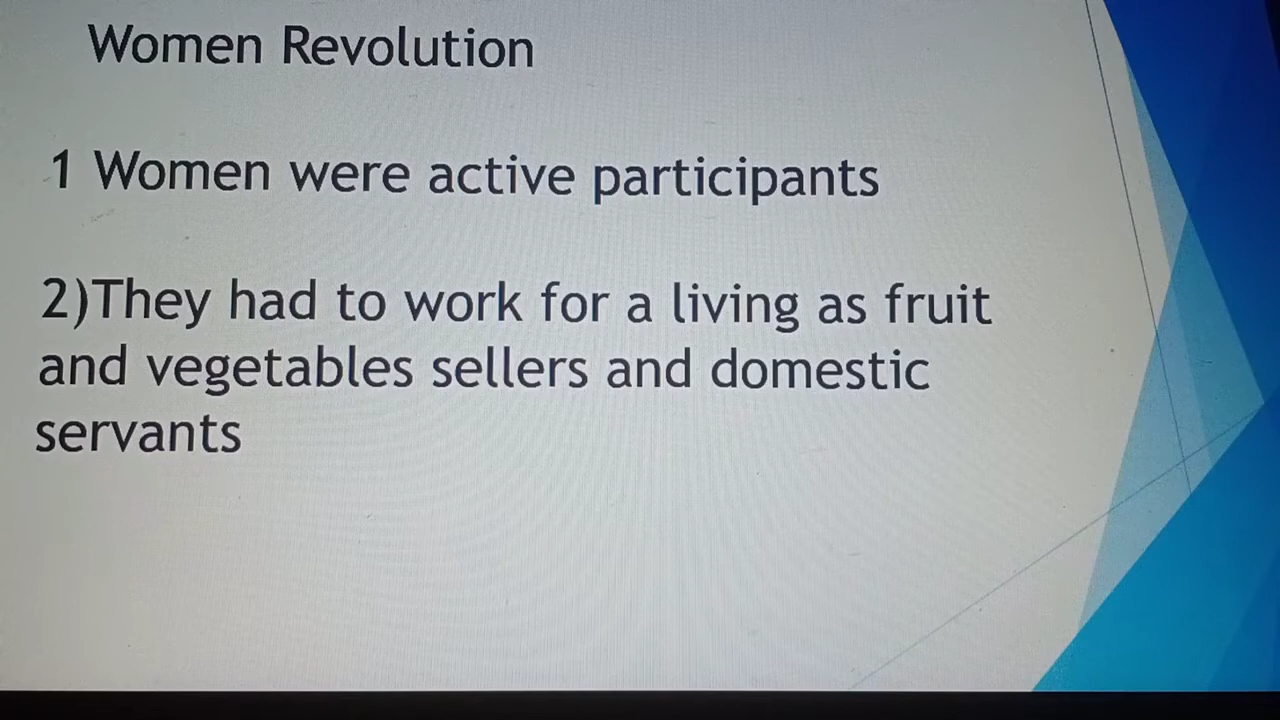 Women Revolution
1 Women were active participants
2)They had to work for a living as fruit
and vegetables sellers and domestic
servants